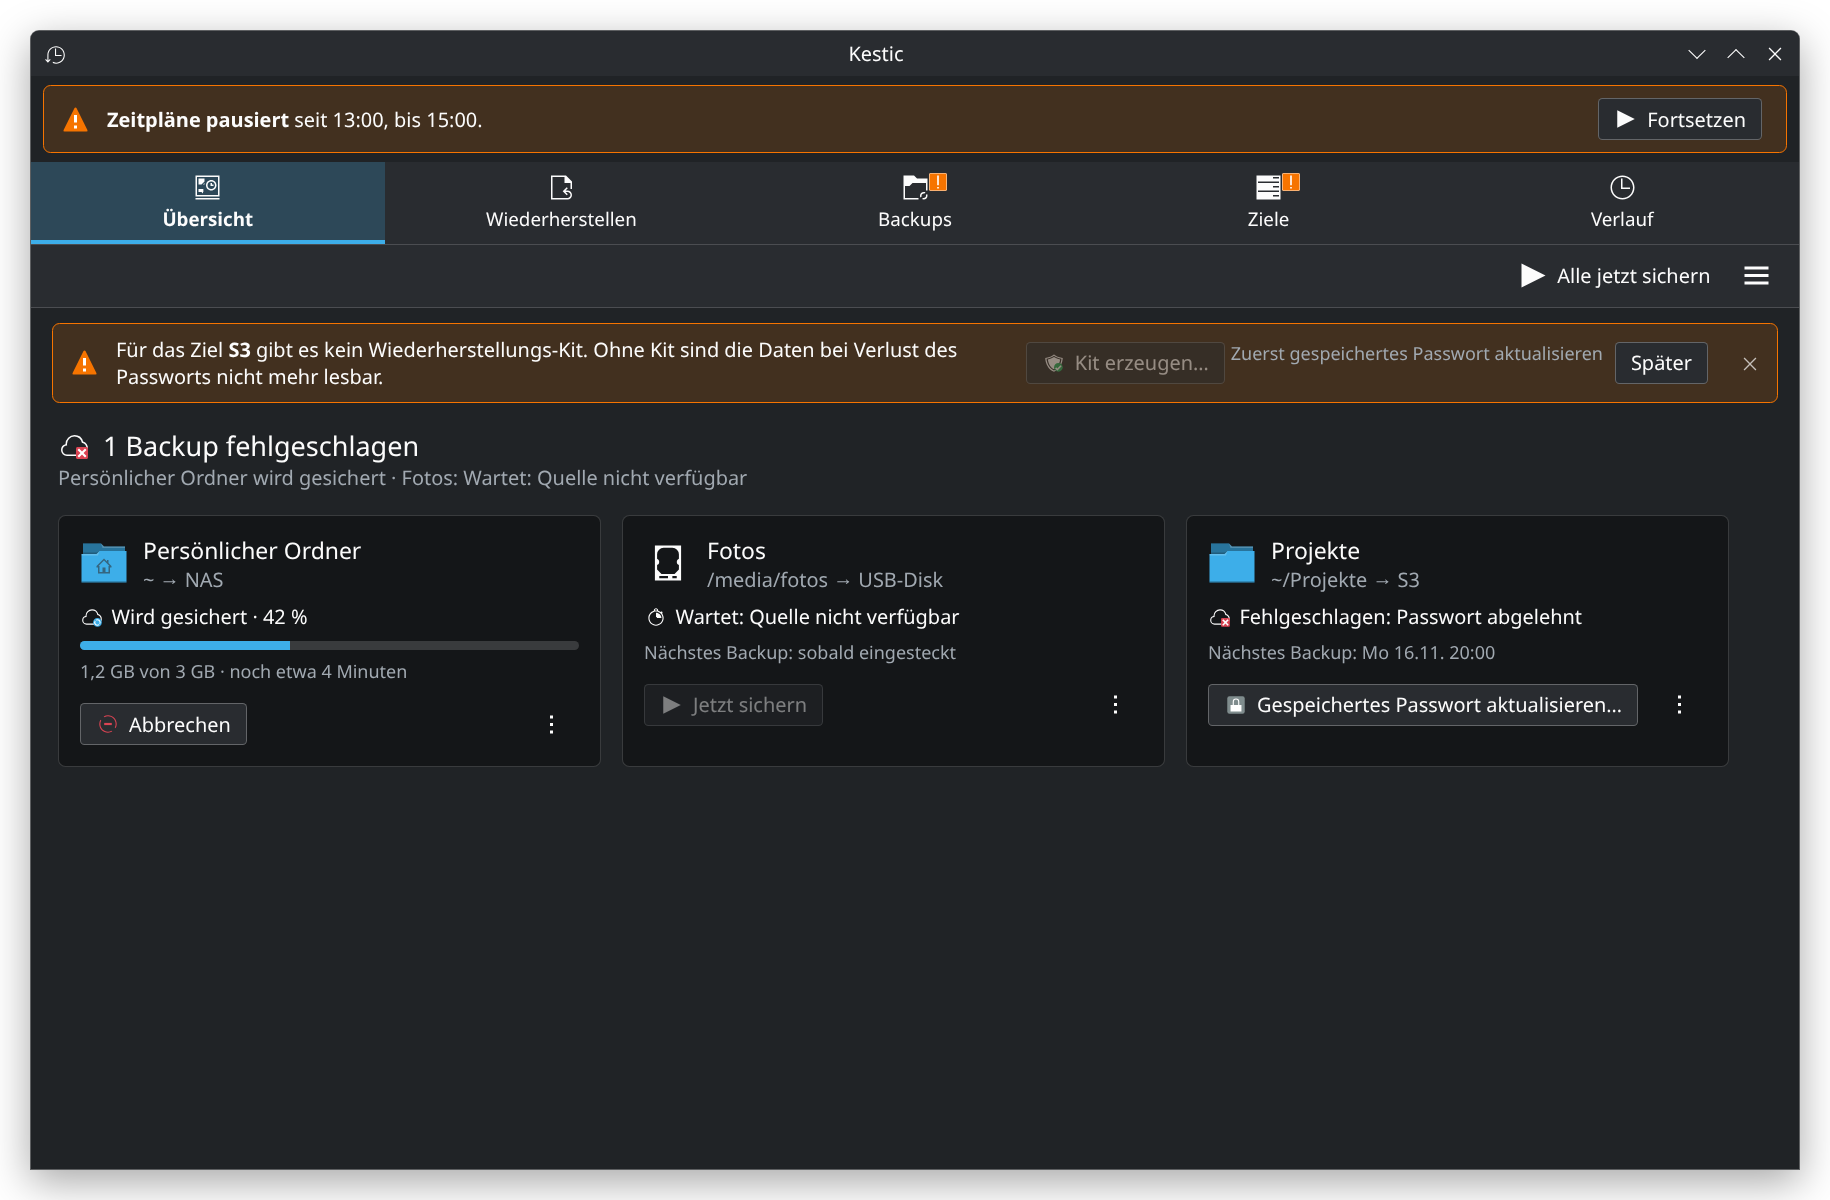 Kestic
Zeitpläne pausiert seit 13:00, bis 15:00.
Fortsetzen
Übersicht
Wiederherstellen
Backups
Ziele
Verlauf
Alle jetzt sichern
Für das Ziel S3 gibt es kein Wiederherstellungs-Kit. Ohne Kit sind die Daten bei Verlust des
Passworts nicht mehr lesbar.
Kit erzeugen...
Zuerst gespeichertes Passwort aktualisieren
Später
1 Backup fehlgeschlagen
Persönlicher Ordner wird gesichert · Fotos: Wartet: Quelle nicht verfügbar
Persönlicher Ordner
~ → NAS
Wird gesichert · 42 %
1,2 GB von 3 GB · noch etwa 4 Minuten
Abbrechen
Fotos
/media/fotos → USB-Disk
Wartet: Quelle nicht verfügbar
Nächstes Backup: sobald eingesteckt
Jetzt sichern
Projekte
~/Projekte → S3
Fehlgeschlagen: Passwort abgelehnt
Nächstes Backup: Mo 16.11. 20:00
Gespeichertes Passwort aktualisieren...